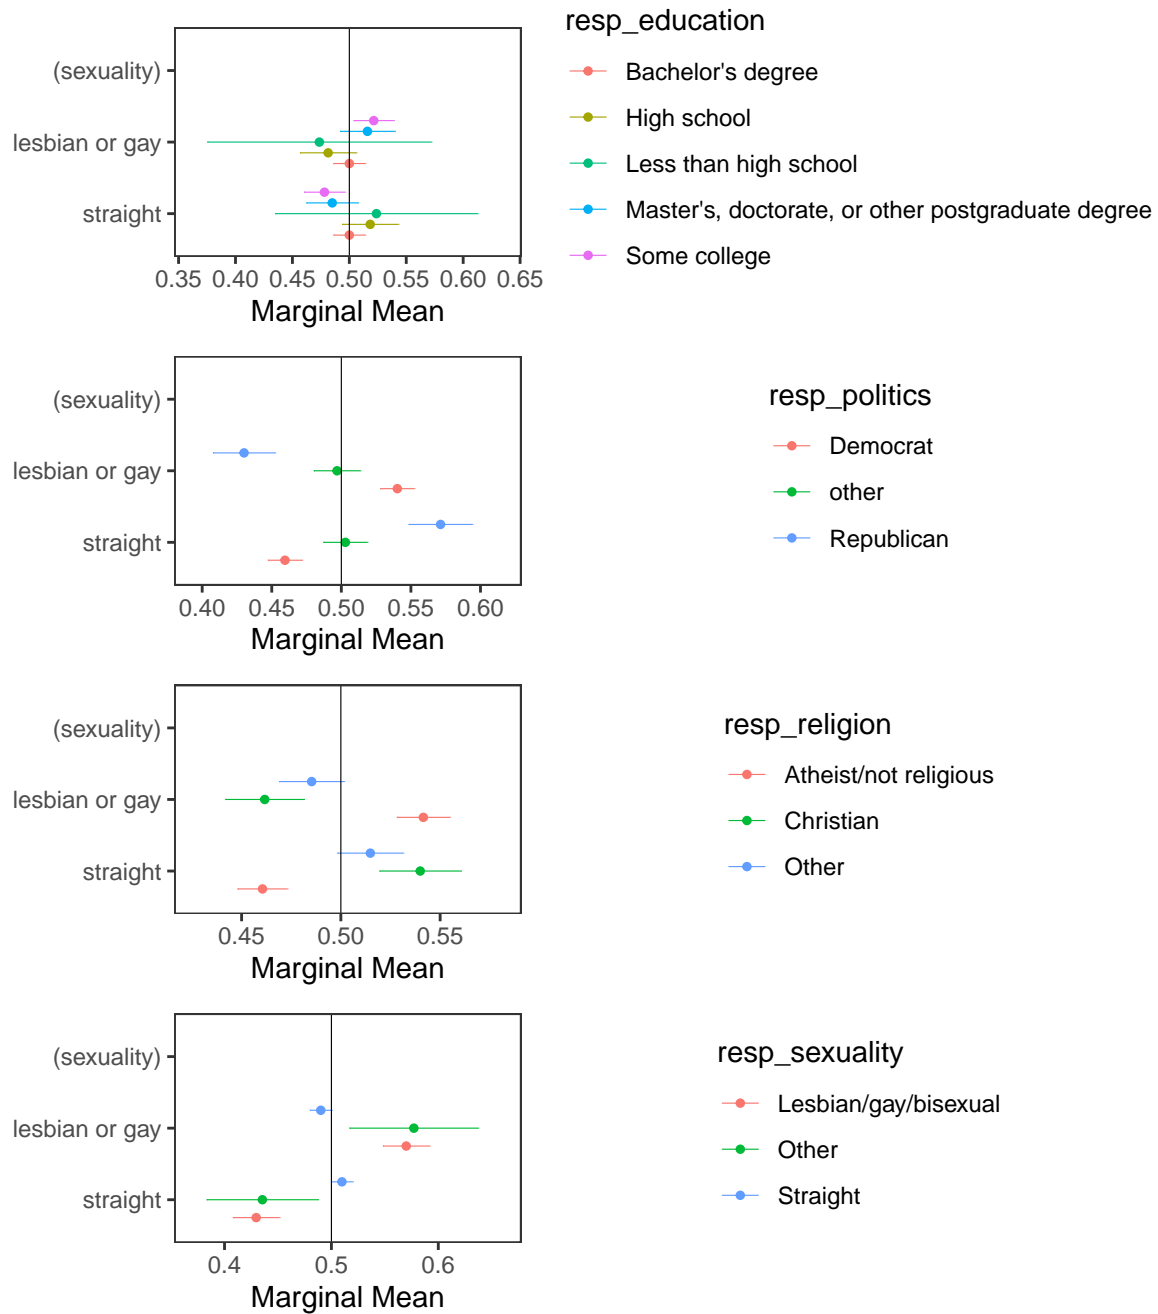 resp_education
(sexuality)
lesbian or gay
straight
0.35 0.40 0.45 0.50 0.55 0.60 0.65
Marginal Mean
Bachelor's degree
High school
Less than high school
Master's, doctorate, or other postgraduate degree
Some college
(sexuality)
lesbian or gay
straight
0.40 0.45 0.50 0.55 0.60
Marginal Mean
resp_politics
Democrat
other
Republican
(sexuality)
lesbian or gay
straight
0.45 0.50 0.55
Marginal Mean
resp_religion
Atheist/not religious
Christian
Other
(sexuality)
lesbian or gay
straight
0.4 0.5 0.6
Marginal Mean
resp_sexuality
Lesbian/gay/bisexual
Other
Straight